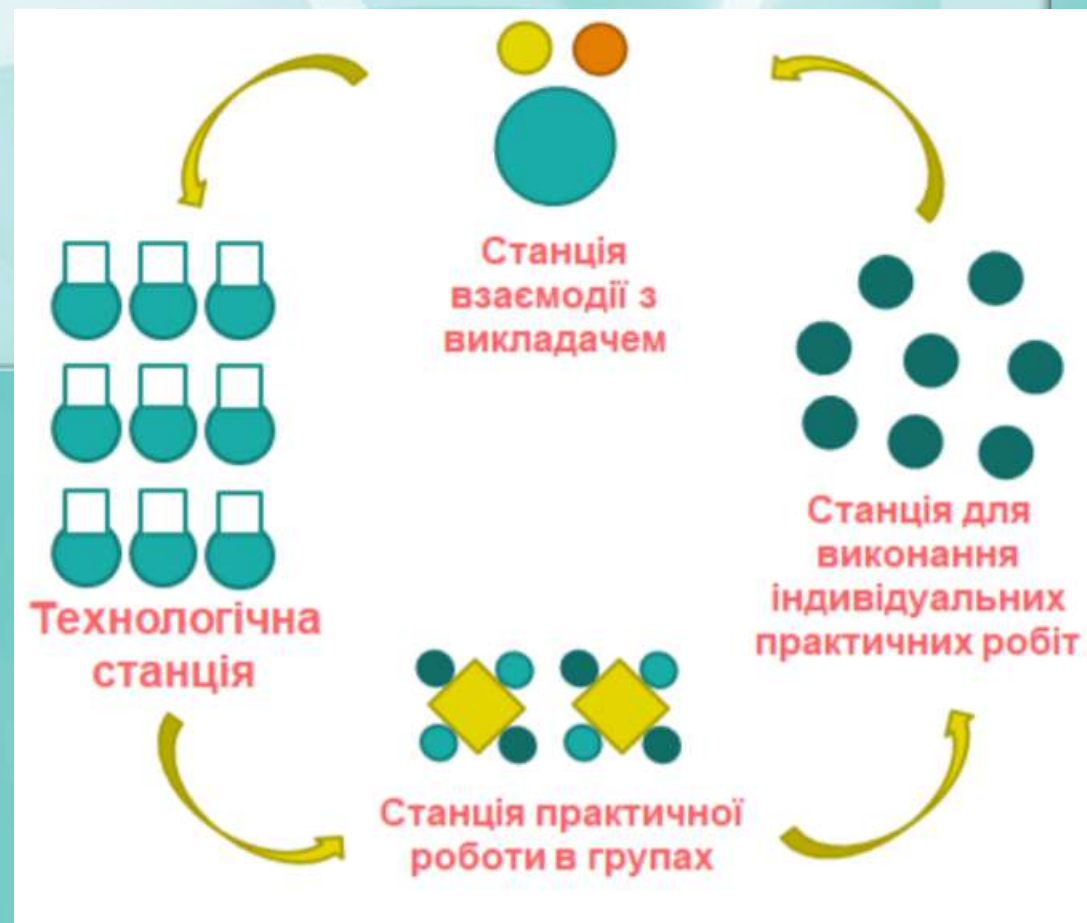 Станція
взаємодії з
викладачем
Технологічна
станція
Станція для
виконання
індивідуальних
практичних робіт
Станція практичної
роботи в групах